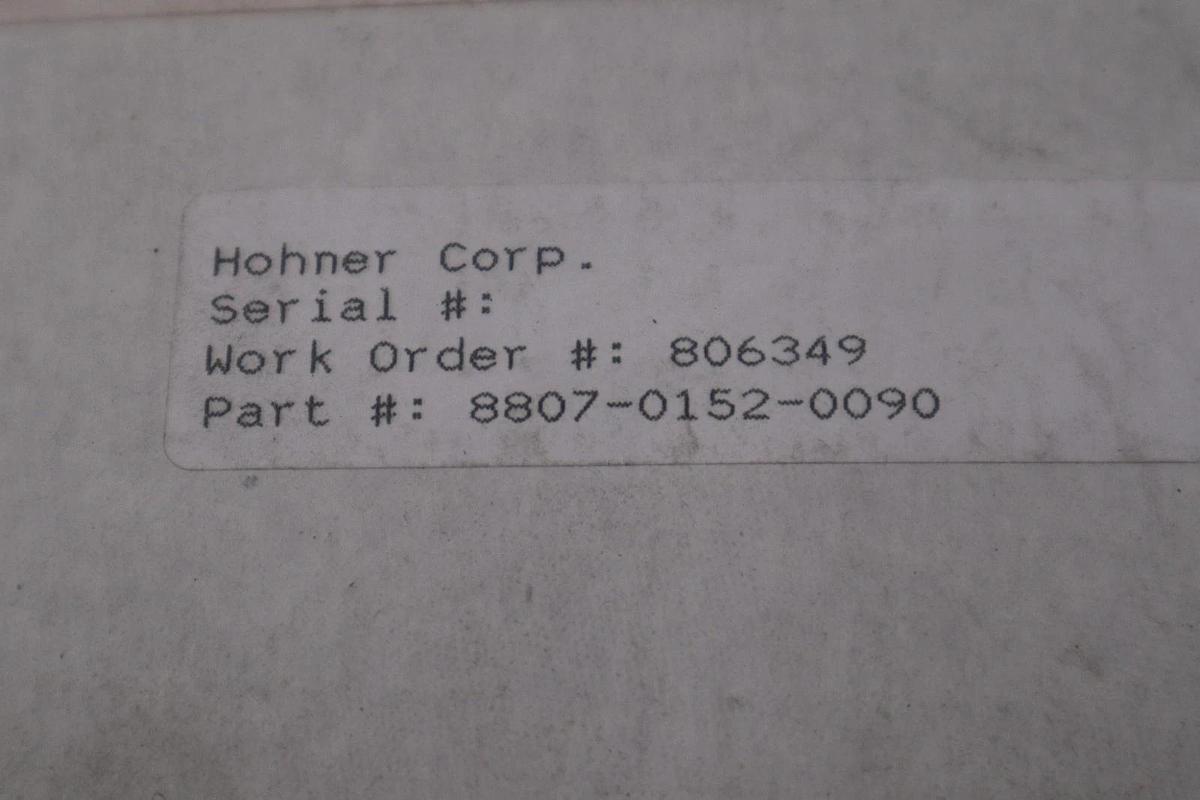 Hohner Corp.
Serial #:
Work Order #: 806349
Part #: 8807-0152-0090